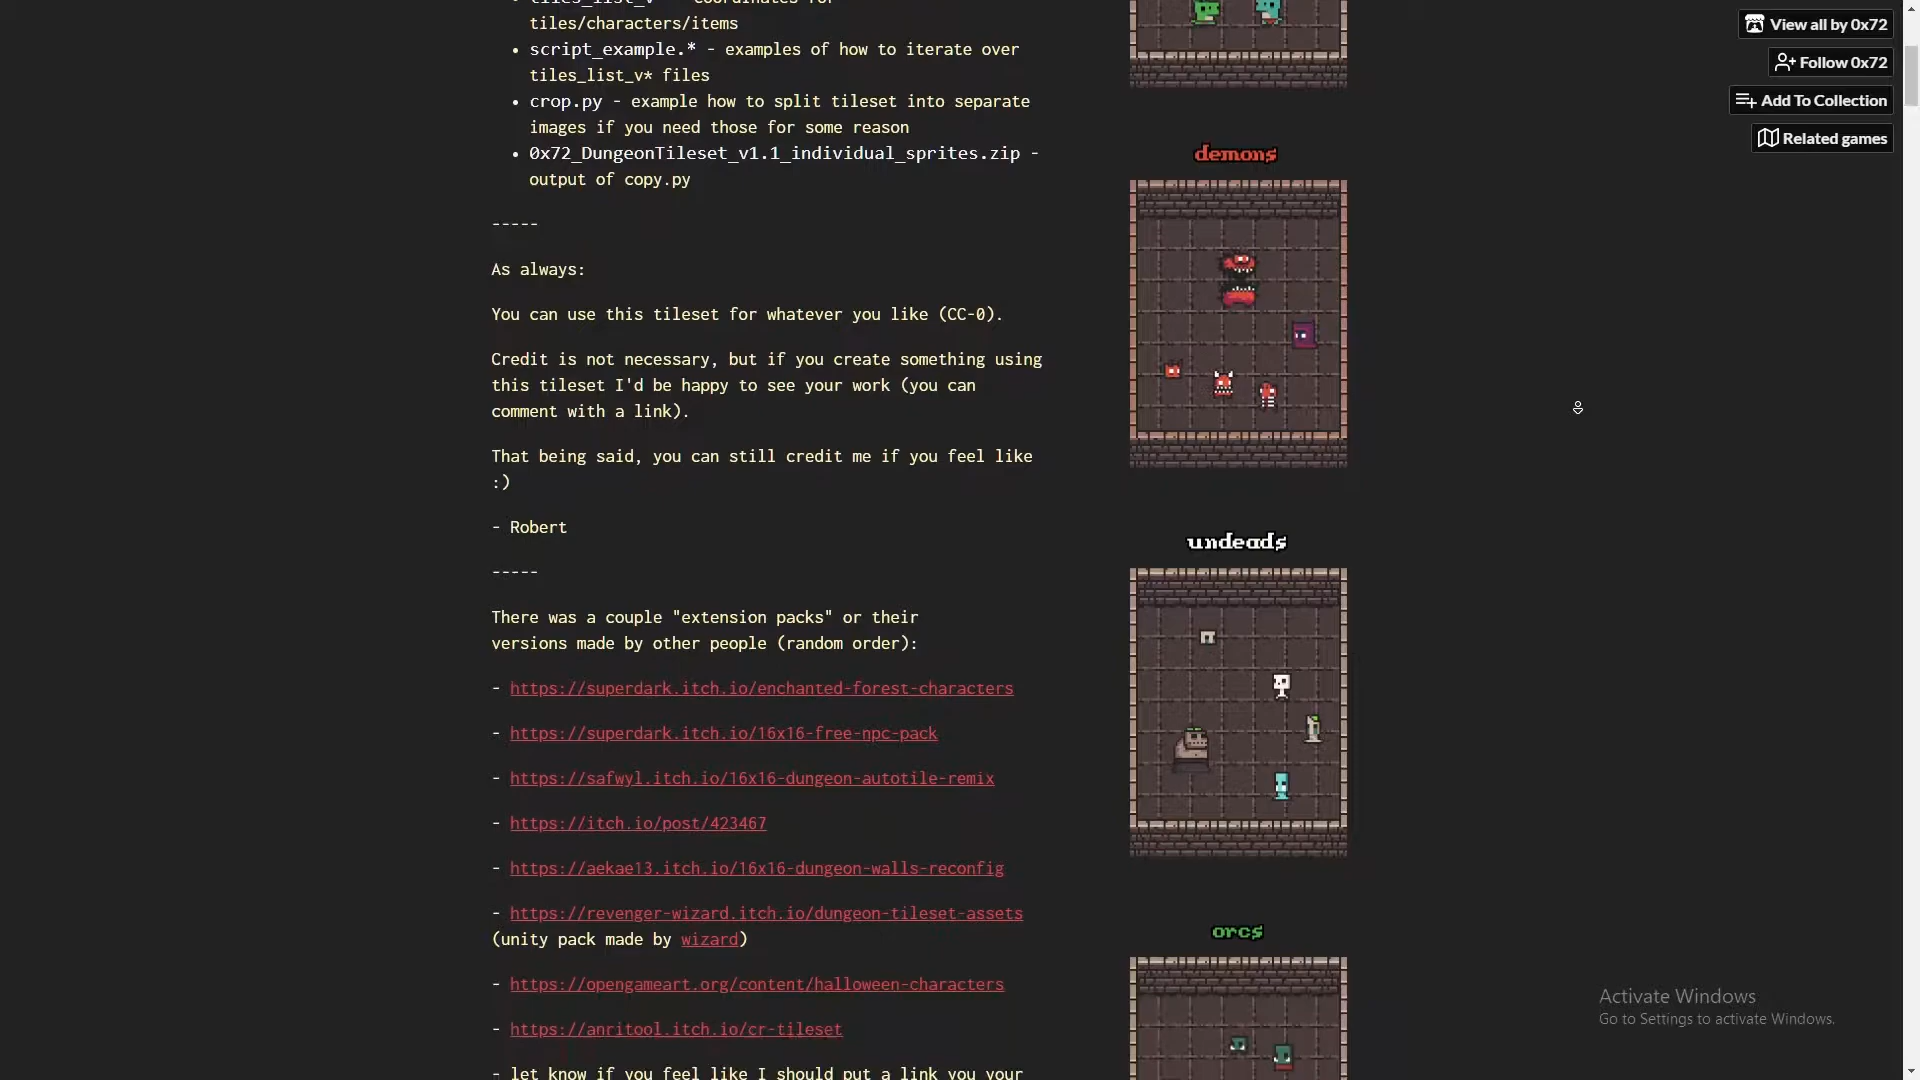 tiles_list_v* - coordinates for
tiles/characters/items
• script_example.* - examples of how to iterate over
tiles_list_v* files
• crop.py - example how to split tileset into separate
images if you need those for some reason
• 0x72_DungeonTileset_v1.1_individual_sprites.zip -
output of copy.py
-----
As always:
You can use this tileset for whatever you like (CC-0).
Credit is not necessary, but if you create something using
this tileset I'd be happy to see your work (you can
comment with a link).
That being said, you can still credit me if you feel like
:)
- Robert
-----
There was a couple "extension packs" or their
versions made by other people (random order):
- https://superdark.itch.io/enchanted-forest-characters
- https://superdark.itch.io/16x16-free-npc-pack
- https://safwyl.itch.io/16x16-dungeon-autotile-remix
- https://itch.io/post/423467
- https://aekae13.itch.io/16x16-dungeon-walls-reconfig
- https://revenger-wizard.itch.io/dungeon-tileset-assets
(unity pack made by wizard)
- https://opengameart.org/content/halloween-characters
- https://anritool.itch.io/cr-tileset
- let know if you feel like I should put a link you your
demons
undeads
orcs
View all by 0x72
Follow 0x72
Add To Collection
Related games
Activate Windows
Go to Settings to activate Windows.